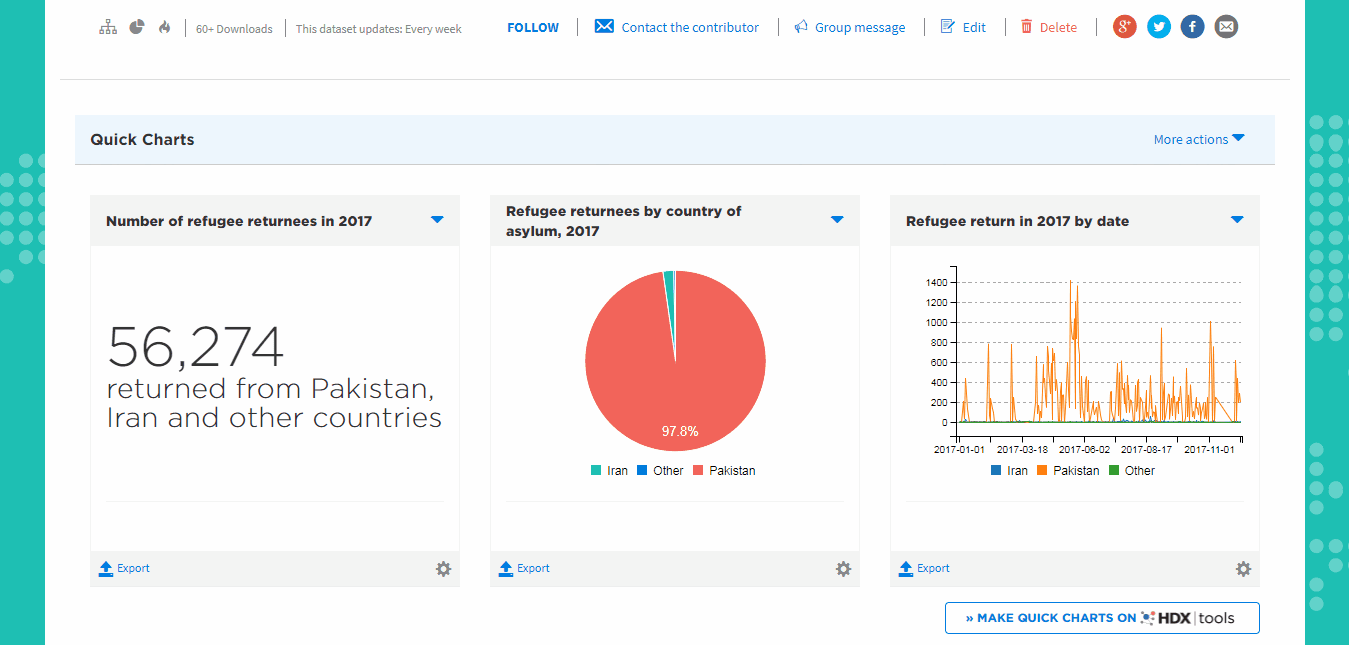 60+ Downloads
This dataset updates: Every week
FOLLOW
Contact the contributor
Group message
Edit
Delete
g+
f
Quick Charts
More actions
Number of refugee returnees in 2017
56,274
returned from Pakistan,
Iran and other countries
Export
Refugee returnees by country of
asylum, 2017
97.8%
Iran
Other
Pakistan
Export
Refugee return in 2017 by date
1400
1200
1000
800
600
400
200
0
2017-01-01
2017-03-18
2017-06-02
2017-08-17
2017-11-01
Iran
Pakistan
Other
Export
» MAKE QUICK CHARTS ON HDX tools